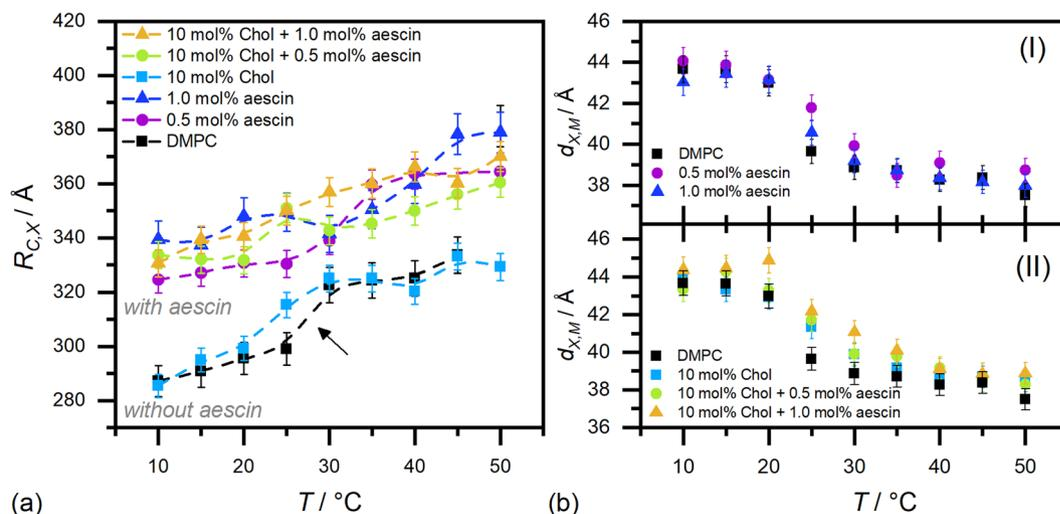 420
400
380
360
340
320
300
280
R_{C,X} / Å
10 mol% Chol + 1.0 mol% aescin
10 mol% Chol + 0.5 mol% aescin
10 mol% Chol
1.0 mol% aescin
0.5 mol% aescin
DMPC
with aescin
without aescin
10 20 30 40 50
(a) T / °C
46
44
42
40
38
d_{X,M} / Å
(I)
DMPC
0.5 mol% aescin
1.0 mol% aescin
46
44
42
40
38
36
d_{X,M} / Å
(II)
DMPC
10 mol% Chol
10 mol% Chol + 0.5 mol% aescin
10 mol% Chol + 1.0 mol% aescin
10 20 30 40 50
(b) T / °C